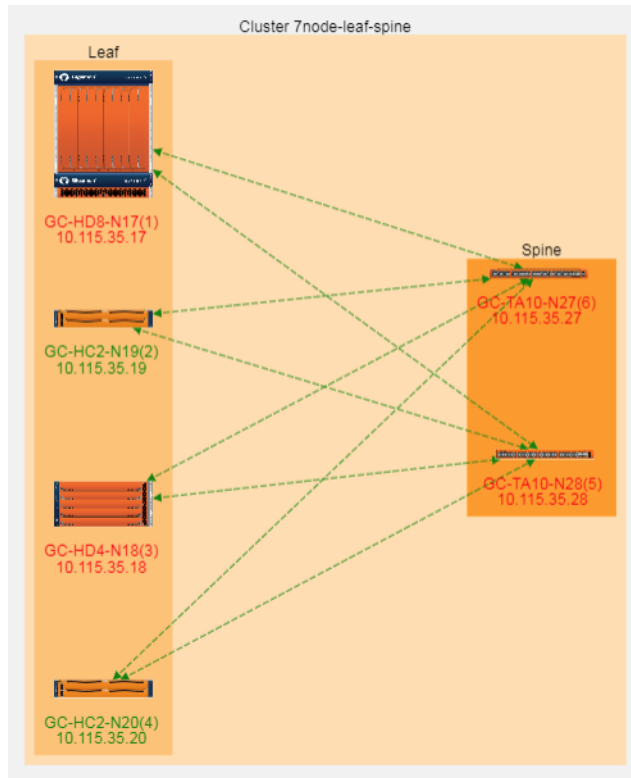 Cluster 7node-leaf-spine
Leaf
GC-HD8-N17(1)
10.115.35.17
Spine
GC-TA10-N27(6)
10.115.35.27
GC-HC2-N19(2)
10.115.35.19
GC-TA10-N28(5)
10.115.35.28
GC-HD4-N18(3)
10.115.35.18
GC-HC2-N20(4)
10.115.35.20